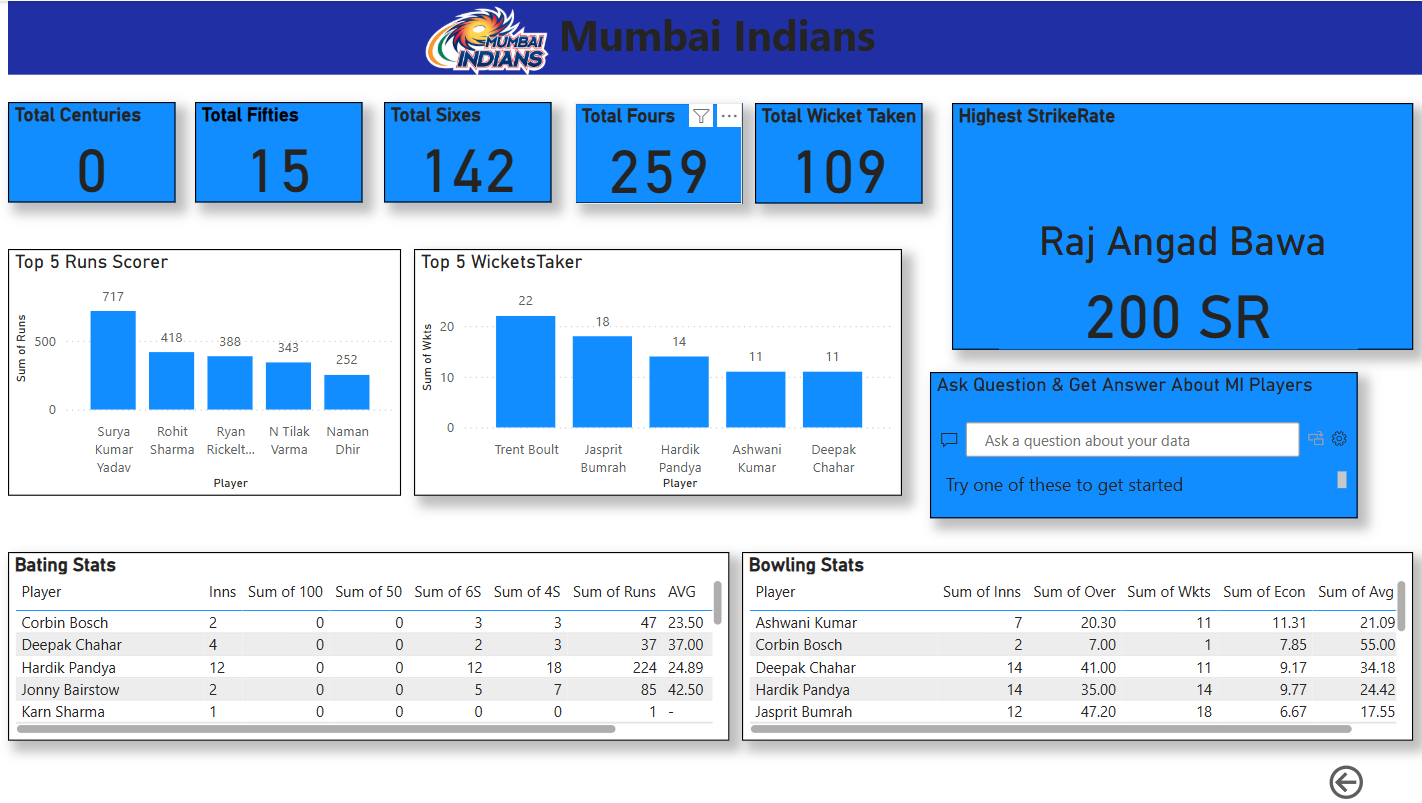 MUMBAI
INDIANS
Mumbai Indians
Total Centuries
0
Total Fifties
15
Total Sixes
142
Total Fours
259
Total Wicket Taken
109
Highest StrikeRate
Raj Angad Bawa
200 SR
Top 5 Runs Scorer
Sum of Runs
500
0
717
418
388
343
252
Surya Kumar Yadav
Rohit Sharma
Ryan Rickelt...
N Tilak Varma
Naman Dhir
Player
Top 5 WicketsTaker
Sum of Wkts
20
10
0
22
18
14
11
11
Trent Boult
Jasprit Bumrah
Hardik Pandya
Ashwani Kumar
Deepak Chahar
Player
Ask Question & Get Answer About MI Players
Ask a question about your data
Try one of these to get started
Bating Stats
Player Inns Sum of 100 Sum of 50 Sum of 6S Sum of 4S Sum of Runs AVG
Corbin Bosch 2 0 0 3 3 47 23.50
Deepak Chahar 4 0 0 2 3 37 37.00
Hardik Pandya 12 0 0 12 18 224 24.89
Jonny Bairstow 2 0 0 5 7 85 42.50
Karn Sharma 1 0 0 0 0 1 -
Bowling Stats
Player Sum of Inns Sum of Over Sum of Wkts Sum of Econ Sum of Avg
Ashwani Kumar 7 20.30 11 11.31 21.09
Corbin Bosch 2 7.00 1 7.85 55.00
Deepak Chahar 14 41.00 11 9.17 34.18
Hardik Pandya 14 35.00 14 9.77 24.42
Jasprit Bumrah 12 47.20 18 6.67 17.55